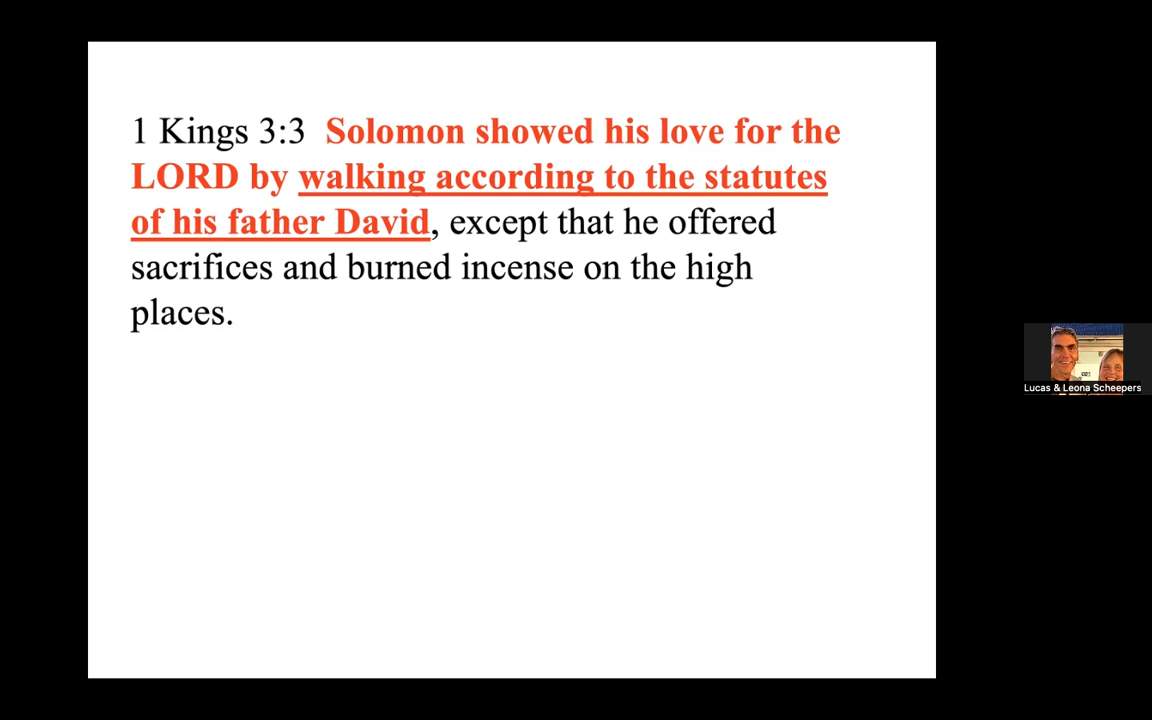 1 Kings 3:3 Solomon showed his love for the
LORD by walking according to the statutes
of his father David, except that he offered
sacrifices and burned incense on the high
places.
Lucas & Leona Scheepers